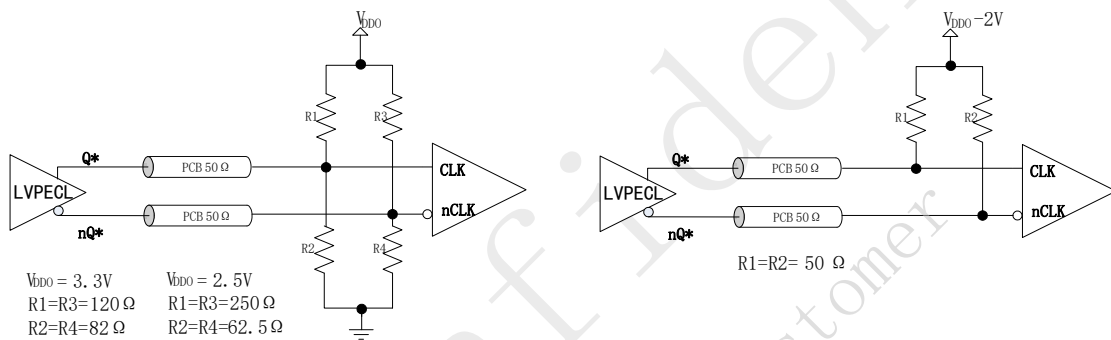 VDDO
R1
R3
Q*
PCB 50 Ω
CLK
LVPECL
PCB 50 Ω
nCLK
nQ*
R2
R4
VDDO = 3.3V
R1=R3=120 Ω
R2=R4=82 Ω
VDDO = 2.5V
R1=R3=250 Ω
R2=R4=62.5 Ω
VDDO-2V
R1
R2
Q*
PCB 50 Ω
CLK
LVPECL
PCB 50 Ω
nCLK
nQ*
R1=R2= 50 Ω